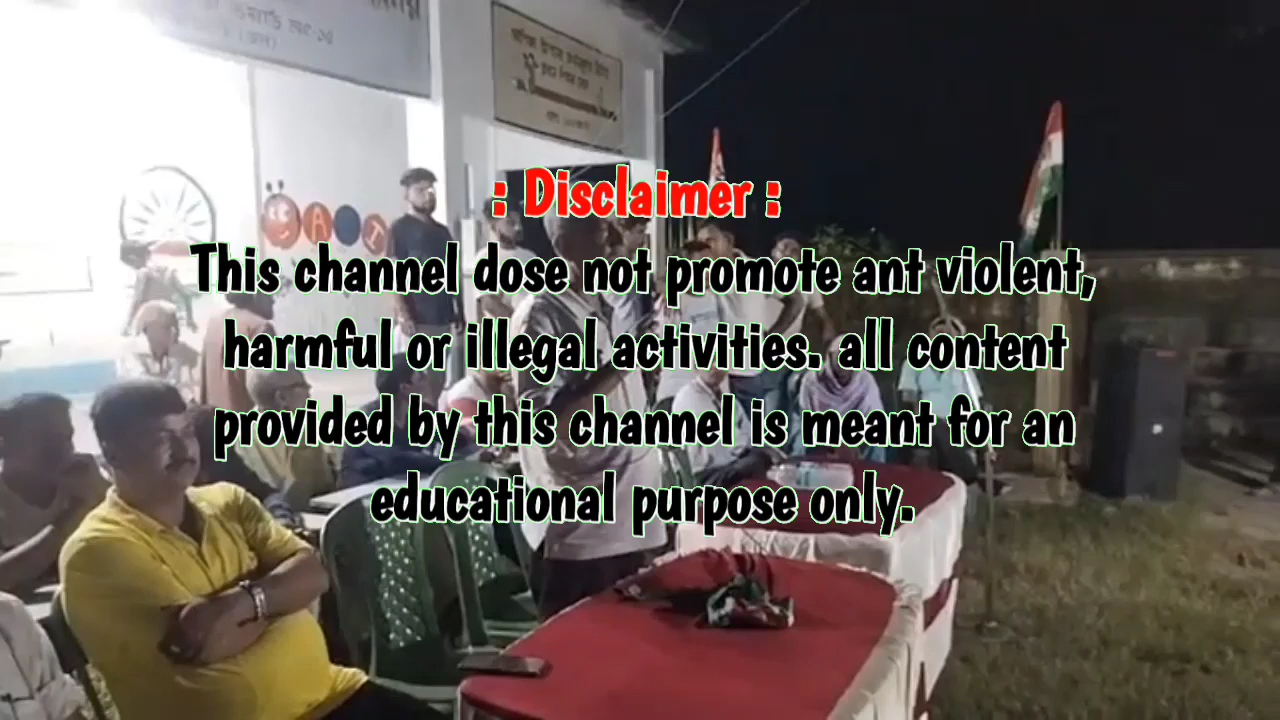 : Disclaimer :
This channel dose not promote ant violent,
harmful or illegal activities. all content
provided by this channel is meant for an
educational purpose only.